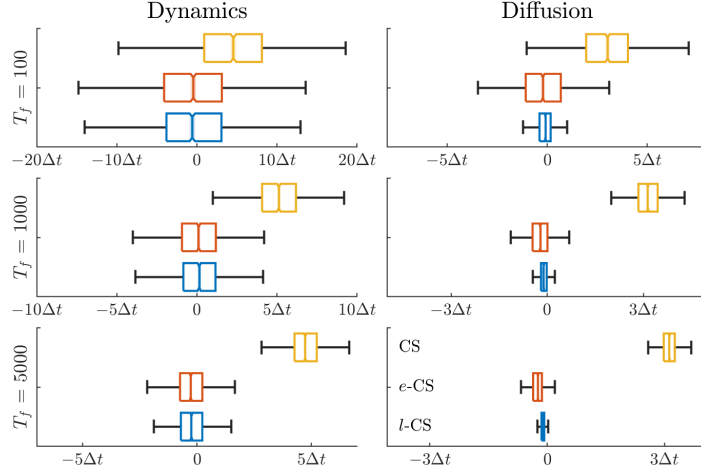 Dynamics Diffusion
T_f = 100
−20Δt −10Δt 0 10Δt 20Δt −5Δt 0 5Δt
T_f = 1000
−10Δt −5Δt 0 5Δt 10Δt −3Δt 0 3Δt
T_f = 5000
CS
e-CS
l-CS
−5Δt 0 5Δt −3Δt 0 3Δt